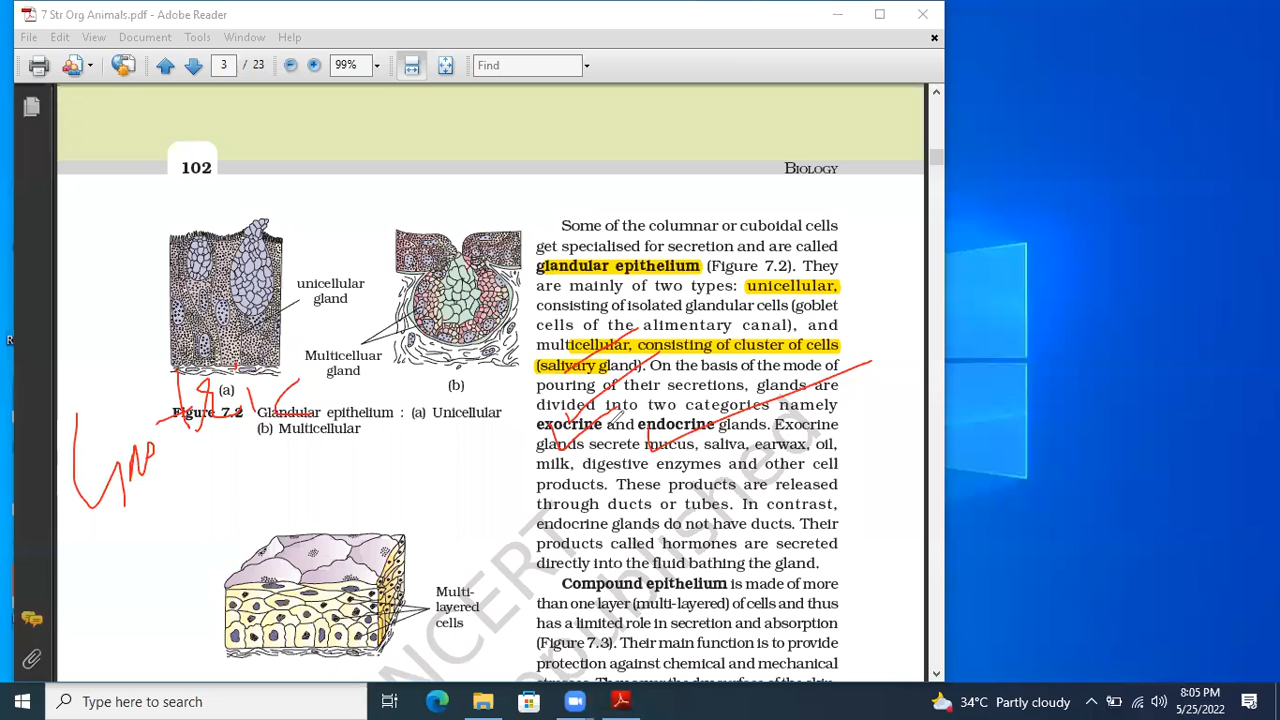 7 Str Org Animals.pdf - Adobe Reader
File Edit View Document Tools Window Help
3 / 23 99% Find
102 BIOLOGY
unicellular
gland
Multicelluar
gland
(a) (b)
Figure 7.2 Glandular epithelium : (a) Unicellular
(b) Multicellular
Multi-
layered
cells
Some of the columnar or cuboidal cells
get specialised for secretion and are called
glandular epithelium (Figure 7.2). They
are mainly of two types: unicellular,
consisting of isolated glandular cells (goblet
cells of the alimentary canal), and
multicellular, consisting of cluster of cells
(salivary gland). On the basis of the mode of
pouring of their secretions, glands are
divided into two categories namely
exocrine and endocrine glands. Exocrine
glands secrete mucus, saliva, earwax, oil,
milk, digestive enzymes and other cell
products. These products are released
through ducts or tubes. In contrast,
endocrine glands do not have ducts. Their
products called hormones are secreted
directly into the fluid bathing the gland.
Compound epithelium is made of more
than one layer (multi-layered) of cells and thus
has a limited role in secretion and absorption
(Figure 7.3). Their main function is to provide
protection against chemical and mechanical
NCERT
republished
Type here to search
34°C Partly cloudy
8:05 PM
5/25/2022